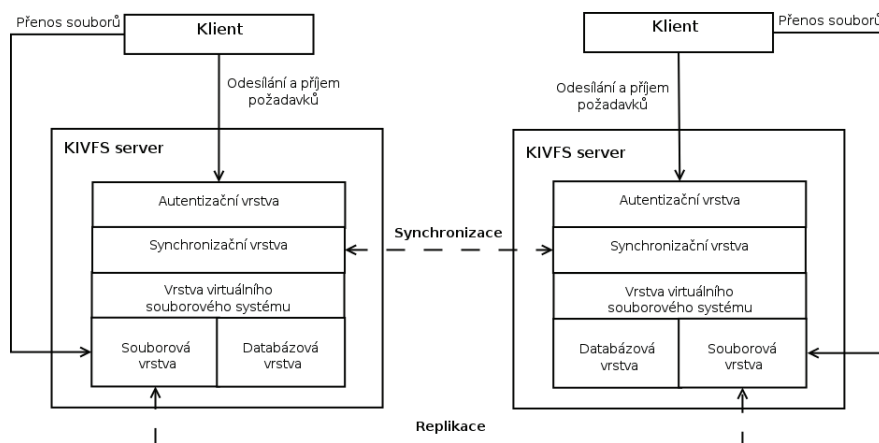 Přenos souborů
Klient
Odesílání a příjem
požadavků
KIVFS server
Autentizační vrstva
Synchronizační vrstva
Vrstva virtuálního
souborového systému
Souborová
vrstva
Databázová
vrstva
Synchronizace
Replikace
Klient
Přenos souborů
Odesílání a příjem
požadavků
KIVFS server
Autentizační vrstva
Synchronizační vrstva
Vrstva virtuálního
souborového systému
Databázová
vrstva
Souborová
vrstva